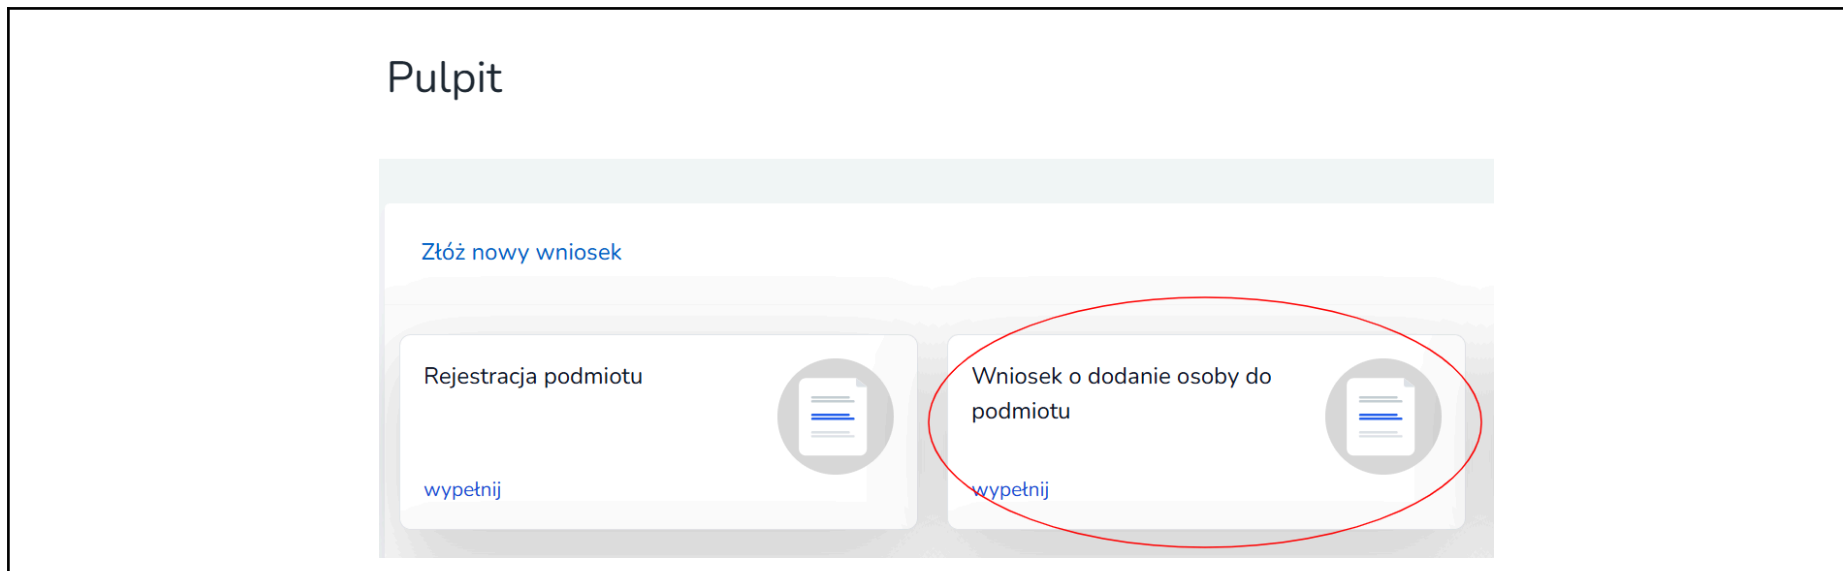 Pulpit
Złóż nowy wniosek
Rejestracja podmiotu
wypełnij
Wniosek o dodanie osoby do
podmiotu
wypełnij